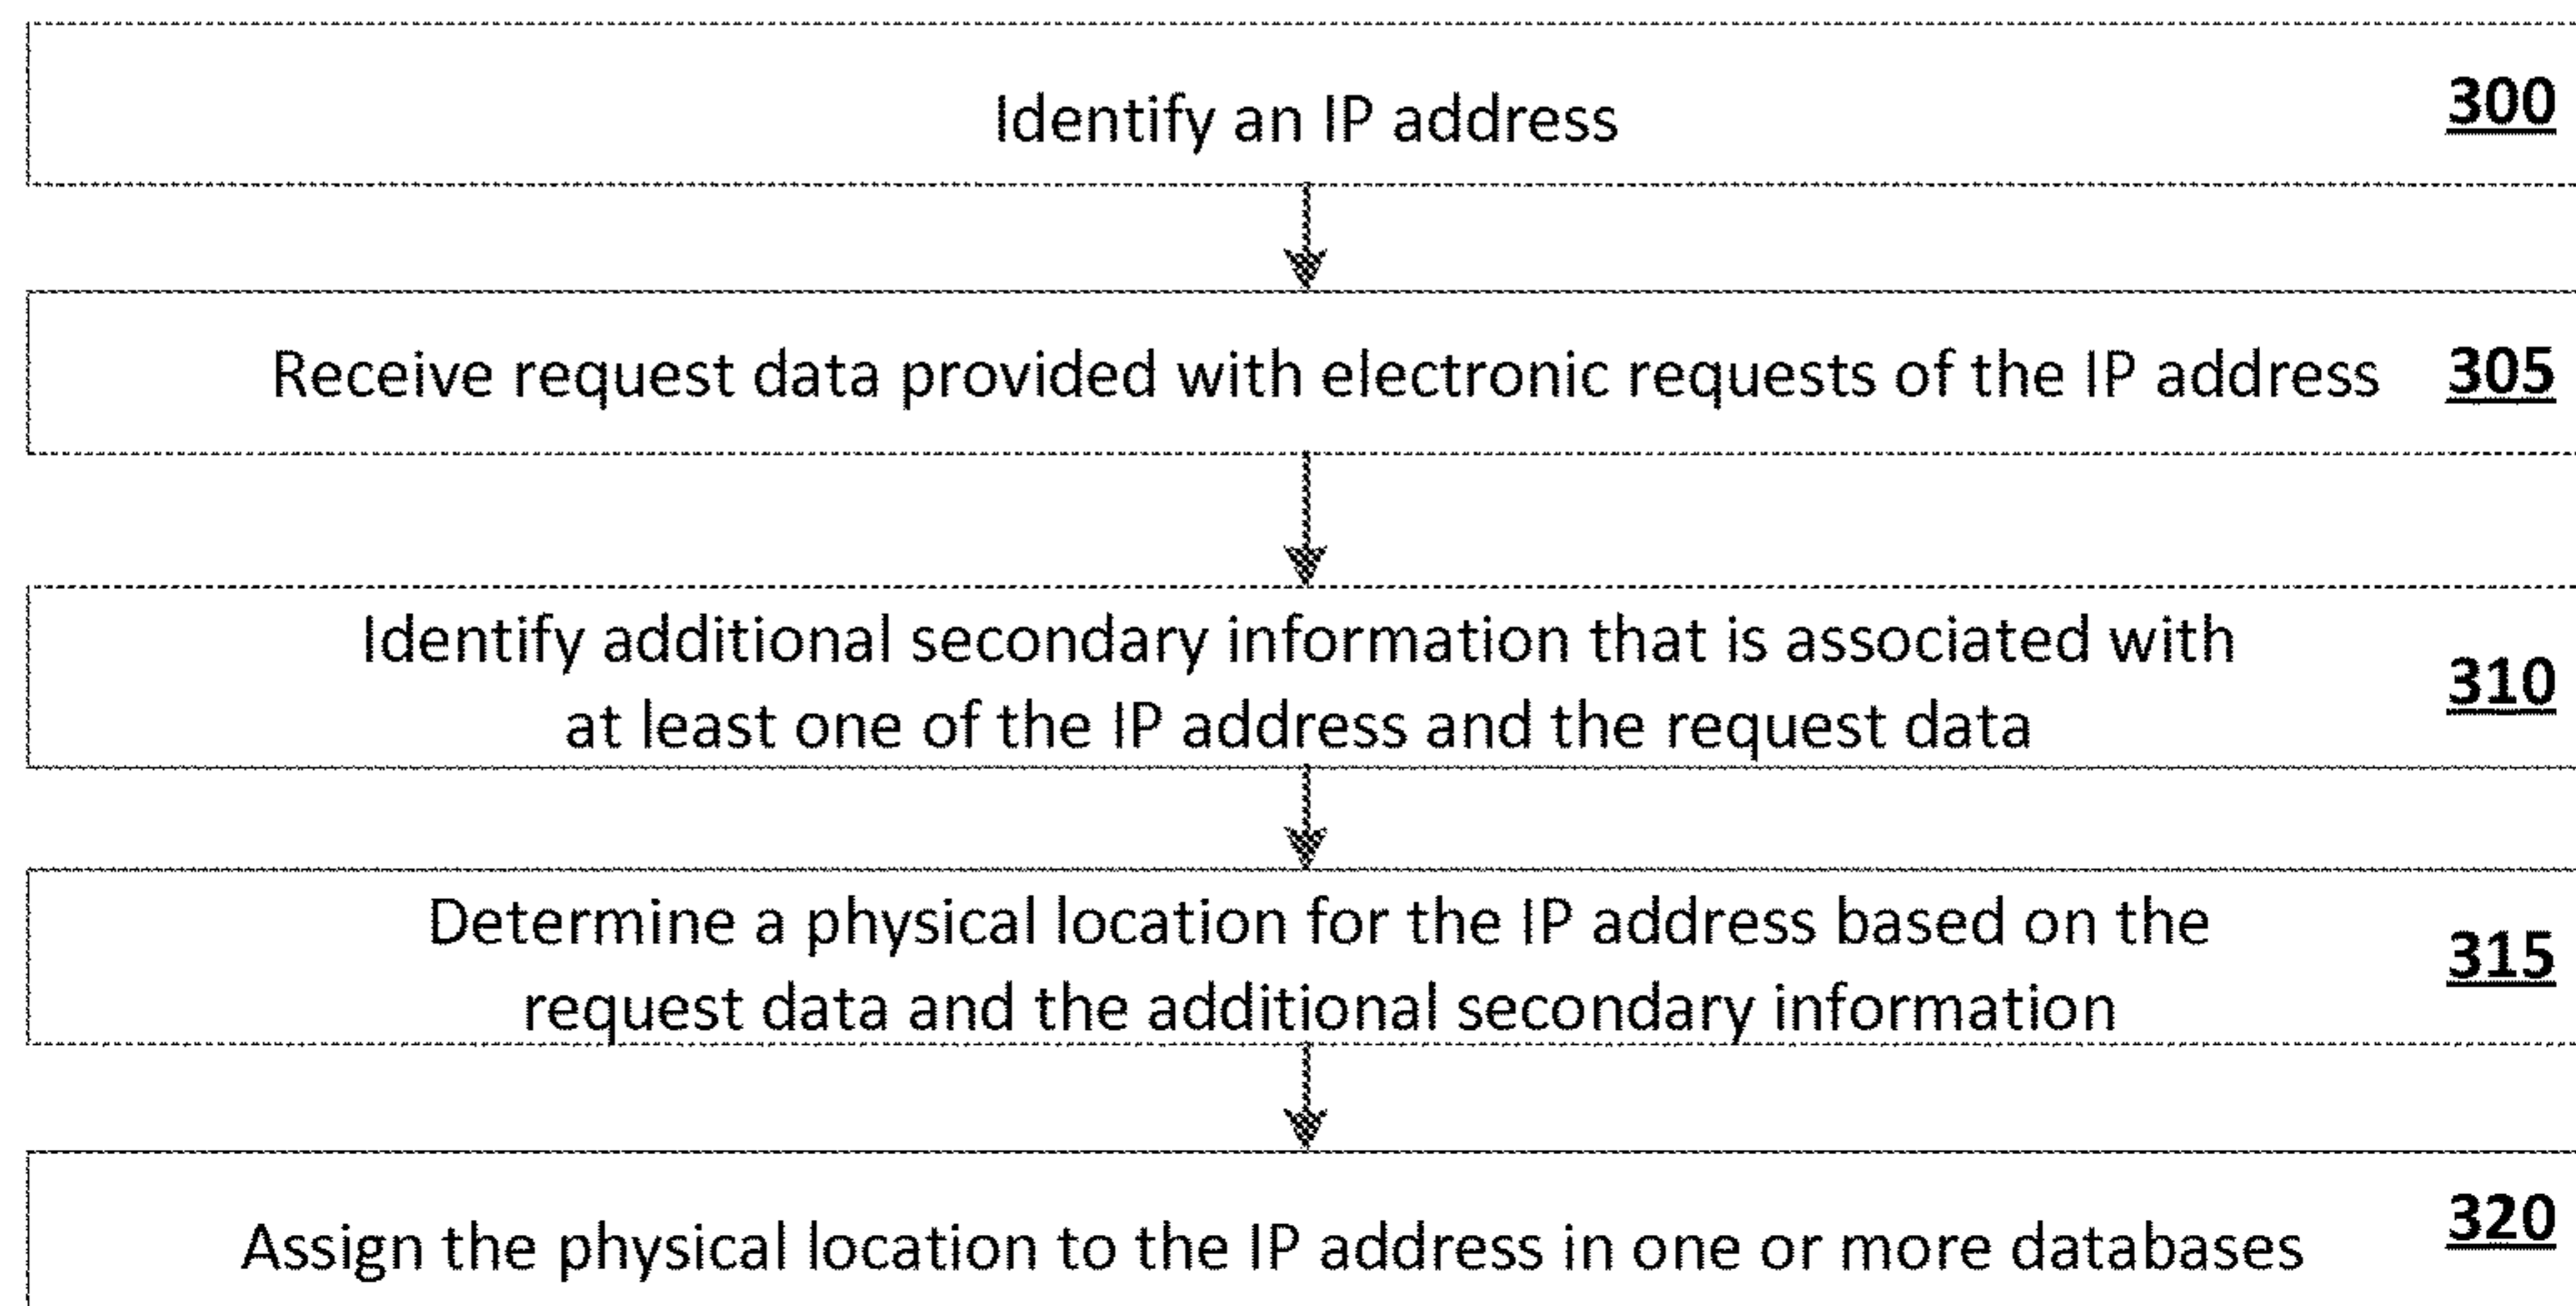 Identify an IP address 300
Receive request data provided with electronic requests of the IP address 305
Identify additional secondary information that is associated with
at least one of the IP address and the request data 310
Determine a physical location for the IP address based on the
request data and the additional secondary information 315
Assign the physical location to the IP address in one or more databases 320